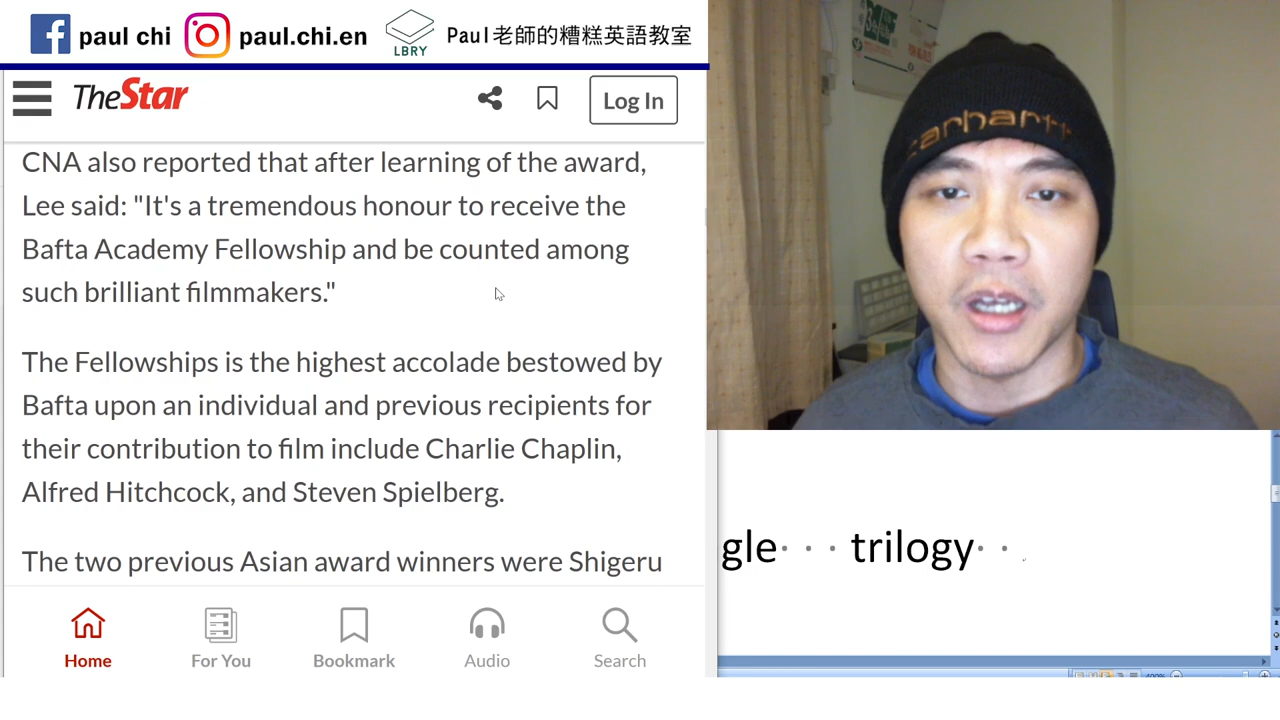 paul chi
paul.chi.en
LBRY
Paul老師的糟糕英語教室
TheStar
Log In
CNA also reported that after learning of the award,
Lee said: "It's a tremendous honour to receive the
Bafta Academy Fellowship and be counted among
such brilliant filmmakers."
The Fellowships is the highest accolade bestowed by
Bafta upon an individual and previous recipients for
their contribution to film include Charlie Chaplin,
Alfred Hitchcock, and Steven Spielberg.
The two previous Asian award winners were Shigeru
Home
For You
Bookmark
Audio
Search
carhartt
gle· · · trilogy· ·
400%